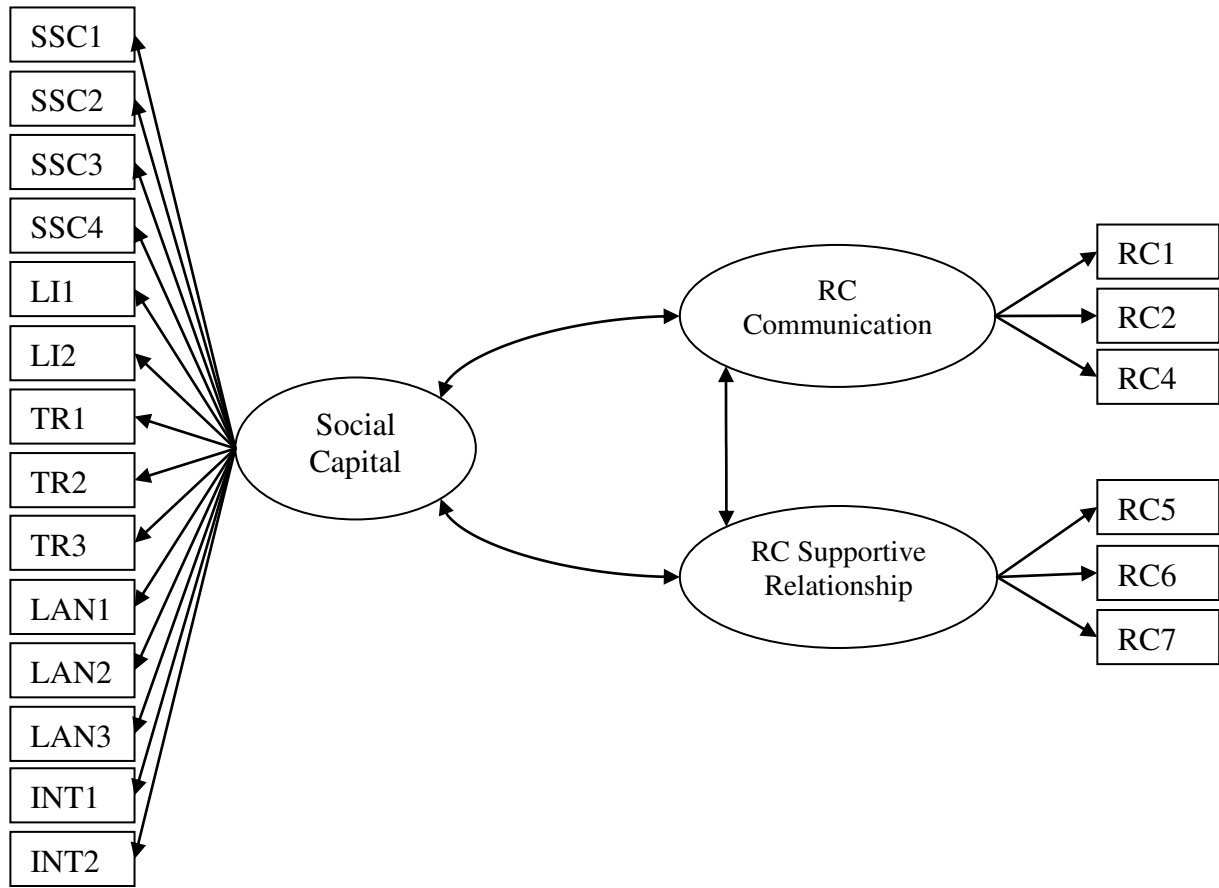 SSC1
SSC2
SSC3
SSC4
LI1
LI2
TR1
TR2
TR3
LAN1
LAN2
LAN3
INT1
INT2
Social
Capital
RC
Communication
RC Supportive
Relationship
RC1
RC2
RC4
RC5
RC6
RC7